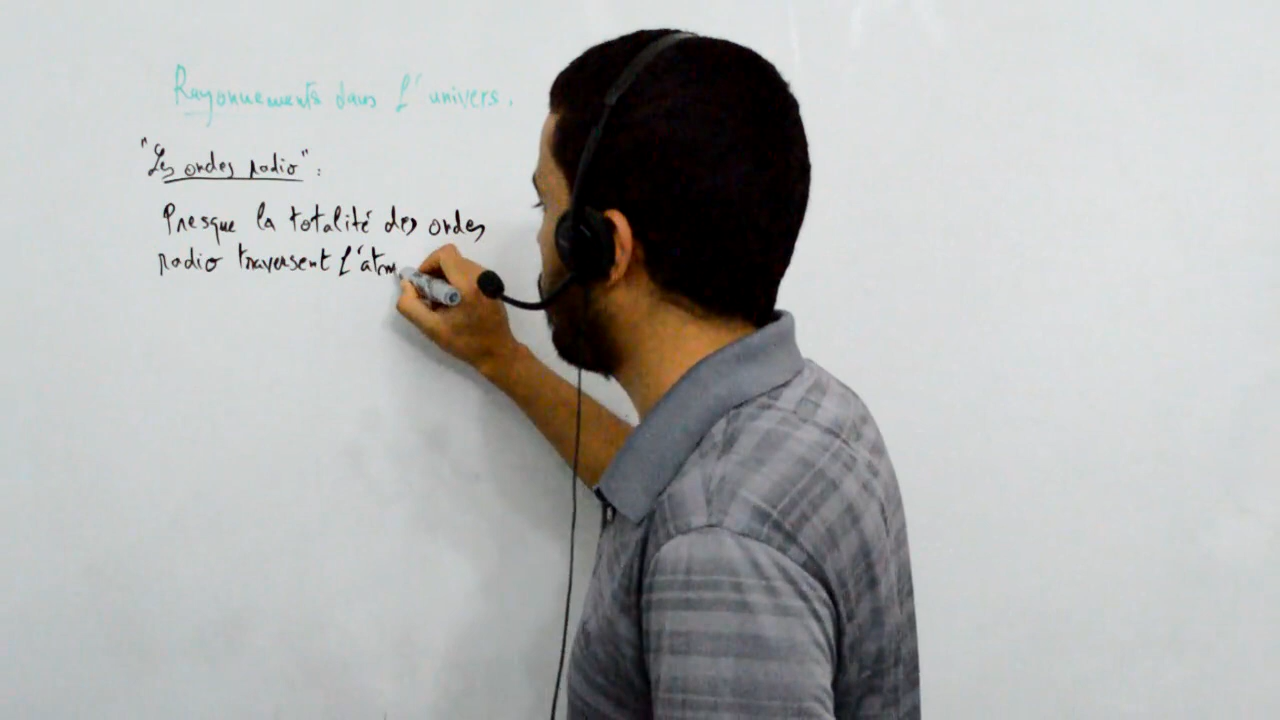 Rayonnements dans l'univers.
"Les ondes radio" :
Presque la totalité des ondes
radio traversent l'atm